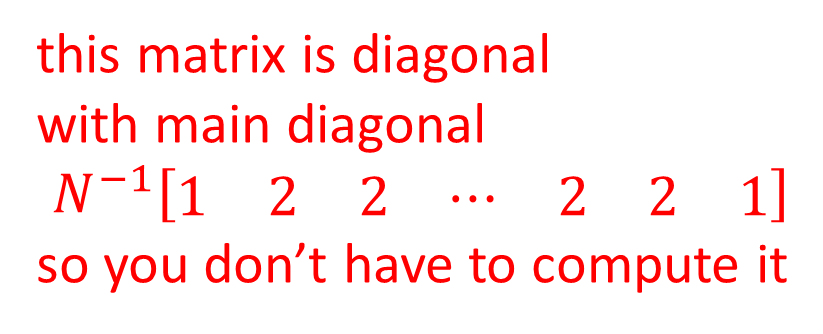 this matrix is diagonal
with main diagonal
N⁻¹[1 2 2 ⋯ 2 2 1]
so you don’t have to compute it